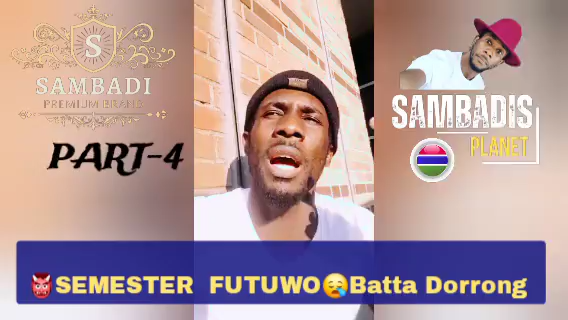 S
SAMBADI
PREMIUM BRAND
PART-4
SAMBADIS
PLANET
👹SEMESTER FUTUWO😪Batta Dorrong